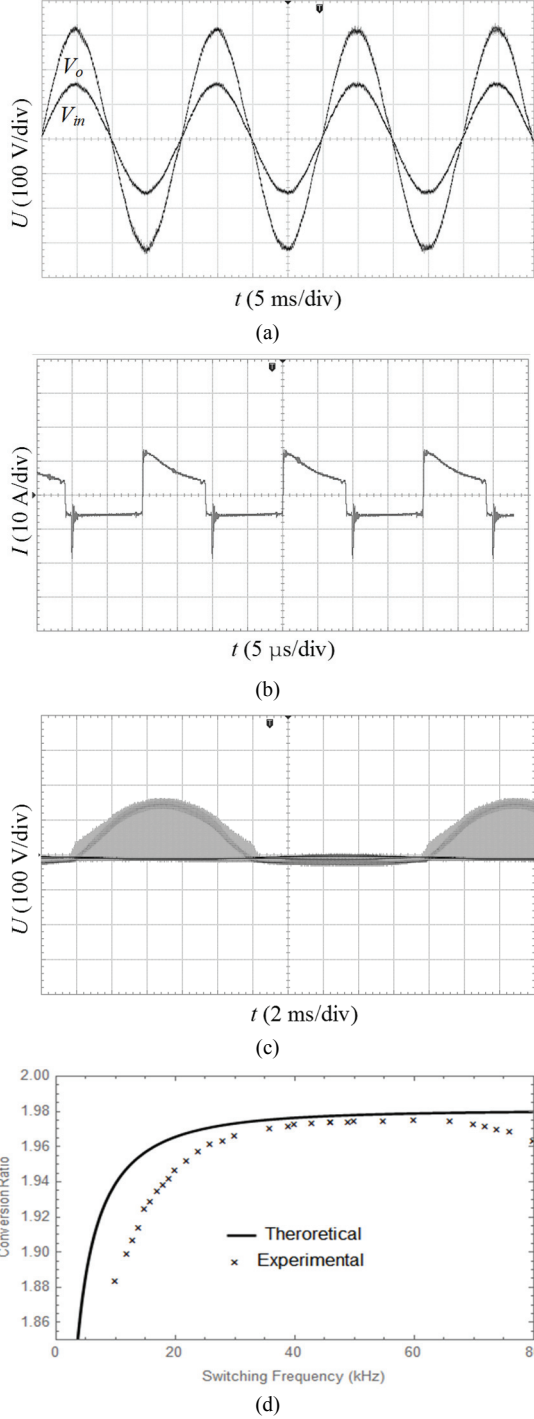 V_o
V_in
U (100 V/div)
t (5 ms/div)
(a)
I (10 A/div)
t (5 µs/div)
(b)
U (100 V/div)
t (2 ms/div)
(c)
2.00
1.98
1.96
1.94
1.92
1.90
1.88
1.86
Conversion Ratio
Theroretical
Experimental
0
20
40
60
80
Switching Frequency (kHz)
(d)